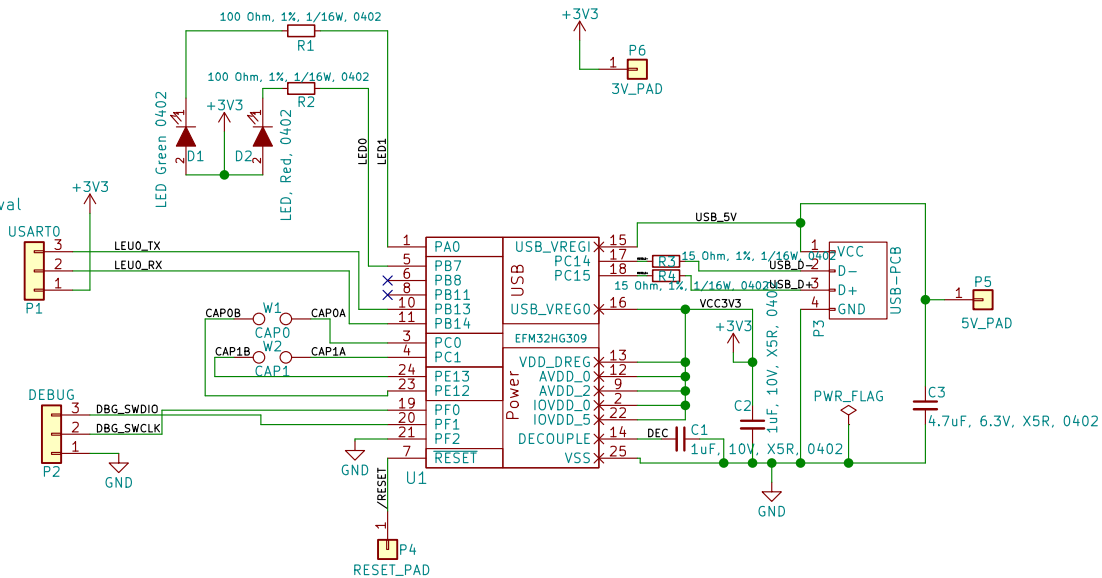 100 Ohm, 1%, 1/16W, 0402
R1
+3V3
P6
1
3V_PAD
100 Ohm, 1%, 1/16W, 0402
R2
LED Green 0402
1
2
D1
+3V3
D2
1
2
LED, Red, 0402
LED0
LED1
val
USART0
+3V3
3
2
1
P1
LEU0_TX
LEU0_RX
1 PA0
5 PB7
6 PB8
8 PB11
10 PB13
11 PB14
3 PC0
4 PC1
24 PE13
23 PE12
19 PF0
20 PF1
21 PF2
7 RESET
U1
USB
EFM32HG309
Power
USB_VREGI 15
PC14 17
PC15 18
USB_VREG0 16
VDD_DREG 13
AVDD_0 12
AVDD_2 9
IOVDD_0 2
IOVDD_5 22
DECOUPLE 14
VSS 25
CAP0B
W1
CAP0
CAP0A
CAP1B
W2
CAP1
CAP1A
DEBUG
3
2
1
P2
DBG_SWDIO
DBG_SWCLK
GND
GND
/RESET
1
P4
RESET_PAD
USB_5V
R3
15 Ohm, 1%, 1/16W, 0402
R4
15 Ohm, 1%, 1/16W, 0402
USB_D-
USB_D+
1 VCC
2 D-
3 D+
4 GND
USB-PCB
P3
VCC3V3
+3V3
C2
1uF, 10V, X5R, 0402
DEC
C1
1uF, 10V, X5R, 0402
PWR_FLAG
GND
C3
4.7uF, 6.3V, X5R, 0402
1
P5
5V_PAD